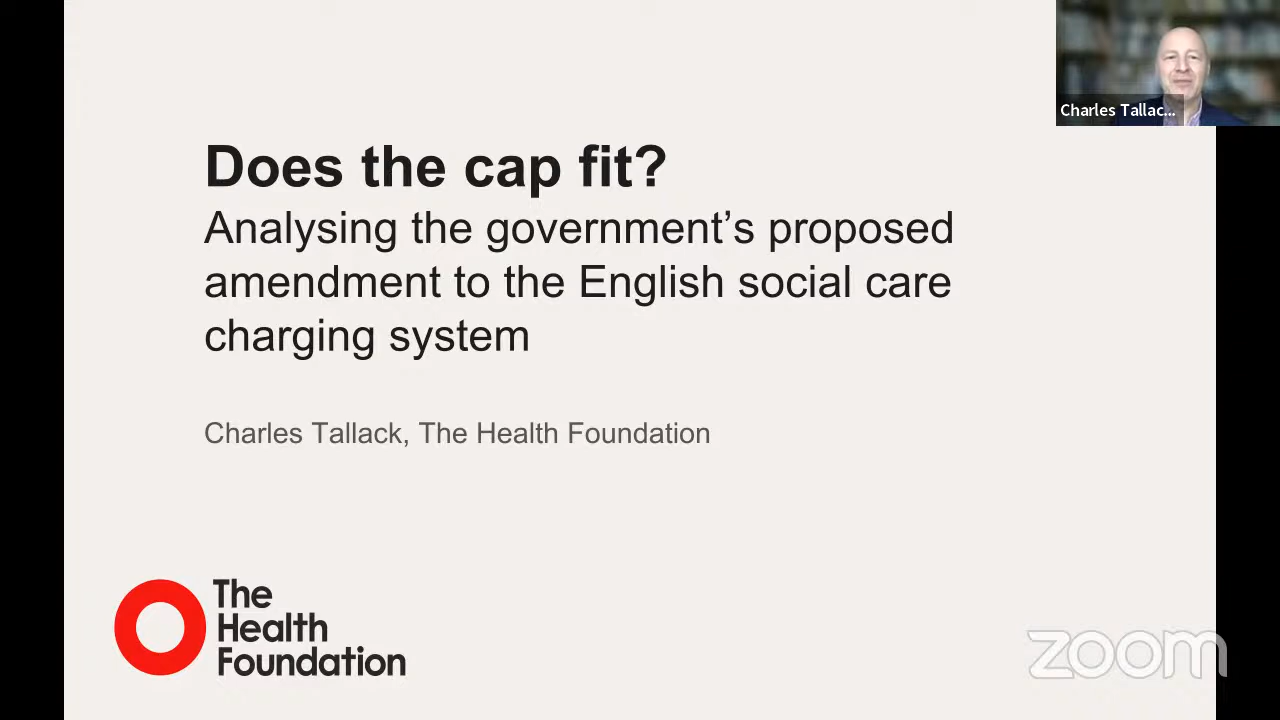 Charles Tallac...
Does the cap fit?
Analysing the government’s proposed
amendment to the English social care
charging system
Charles Tallack, The Health Foundation
The
Health
Foundation
zoom